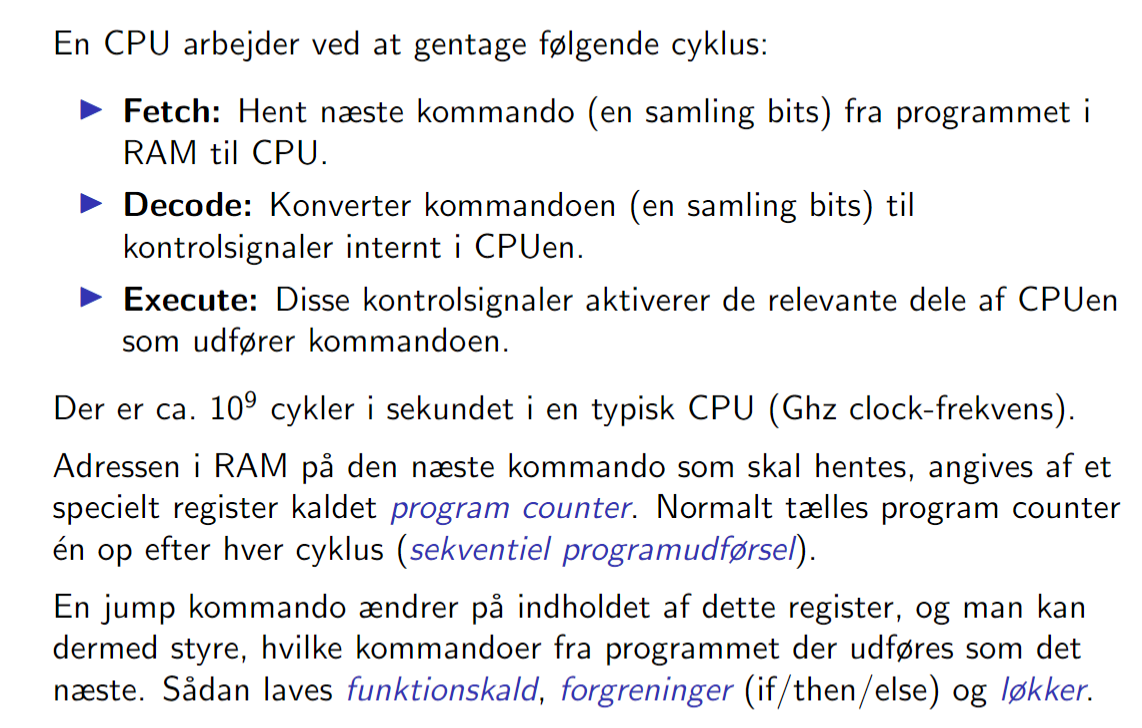 En CPU arbejder ved at gentage følgende cyklus:
▶ Fetch: Hent næste kommando (en samling bits) fra programmet i
RAM til CPU.
▶ Decode: Konverter kommandoen (en samling bits) til
kontrolsignaler internt i CPUen.
▶ Execute: Disse kontrolsignaler aktiverer de relevante dele af CPUen
som udfører kommandoen.
Der er ca. 10⁹ cykler i sekundet i en typisk CPU (Ghz clock-frekvens).
Adressen i RAM på den næste kommando som skal hentes, angives af et
specielt register kaldet program counter. Normalt tælles program counter
én op efter hver cyklus (sekventiel programudførsel).
En jump kommando ændrer på indholdet af dette register, og man kan
dermed styre, hvilke kommandoer fra programmet der udføres som det
næste. Sådan laves funktionskald, forgreninger (if/then/else) og løkker.